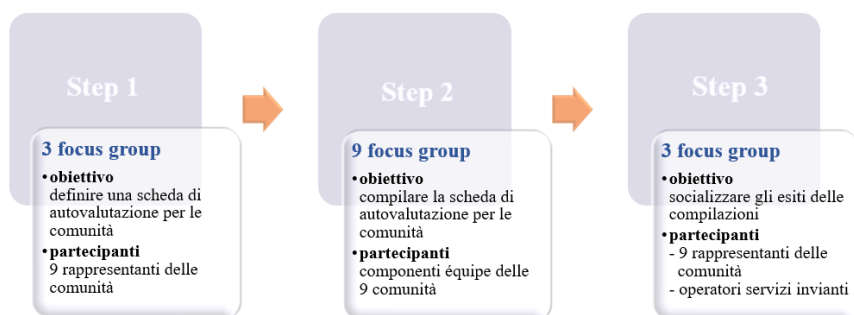 Step 1
3 focus group
•obiettivo
definire una scheda di
autovalutazione per le
comunità
•partecipanti
9 rappresentanti delle
comunità
Step 2
9 focus group
•obiettivo
compilare la scheda di
autovalutazione per le
comunità
•partecipanti
componenti équipe delle
9 comunità
Step 3
3 focus group
•obiettivo
socializzare gli esiti delle
compilazioni
•partecipanti
- 9 rappresentanti delle
comunità
- operatori servizi invianti